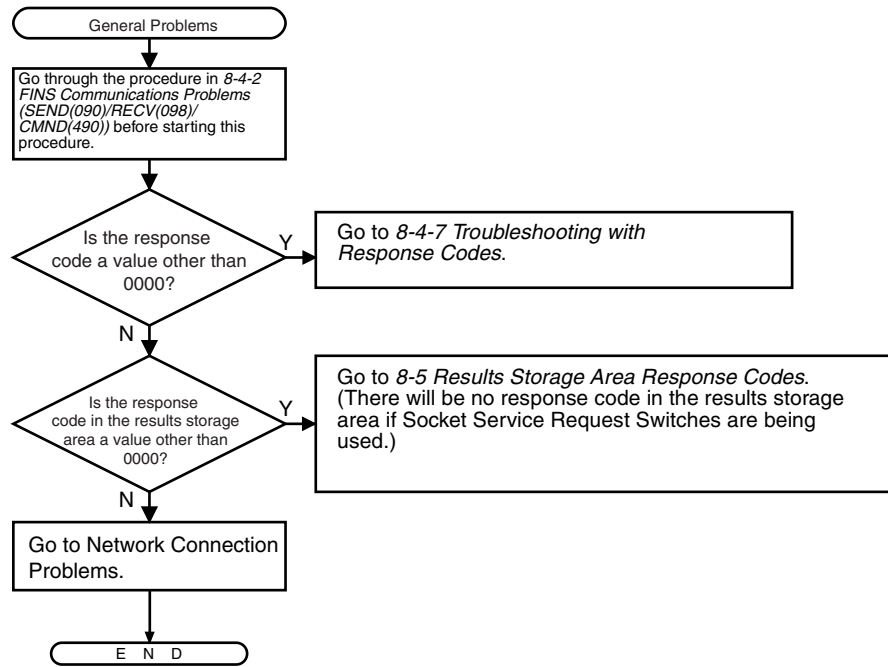 General Problems
Go through the procedure in 8-4-2
FINS Communications Problems
(SEND(090)/RECV(098)/
CMND(490)) before starting this
procedure.
Is the response
code a value other than
0000?
Y
Go to 8-4-7 Troubleshooting with
Response Codes.
N
Is the response
code in the results storage
area a value other than
0000?
Y
Go to 8-5 Results Storage Area Response Codes.
(There will be no response code in the results storage
area if Socket Service Request Switches are being
used.)
N
Go to Network Connection
Problems.
E N D